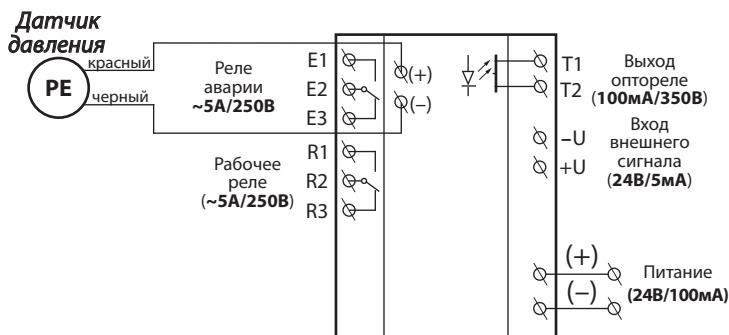 Датчик
давления
красный
PE
черный
Реле
аварии
~5А/250В
E1
E2
E3
(+)
(–)
Рабочее
реле
(~5А/250В)
R1
R2
R3
T1
T2
Выход
оптореле
(100мА/350В)
–U
+U
Вход
внешнего
сигнала
(24В/5мА)
(+)
(–)
Питание
(24В/100мА)